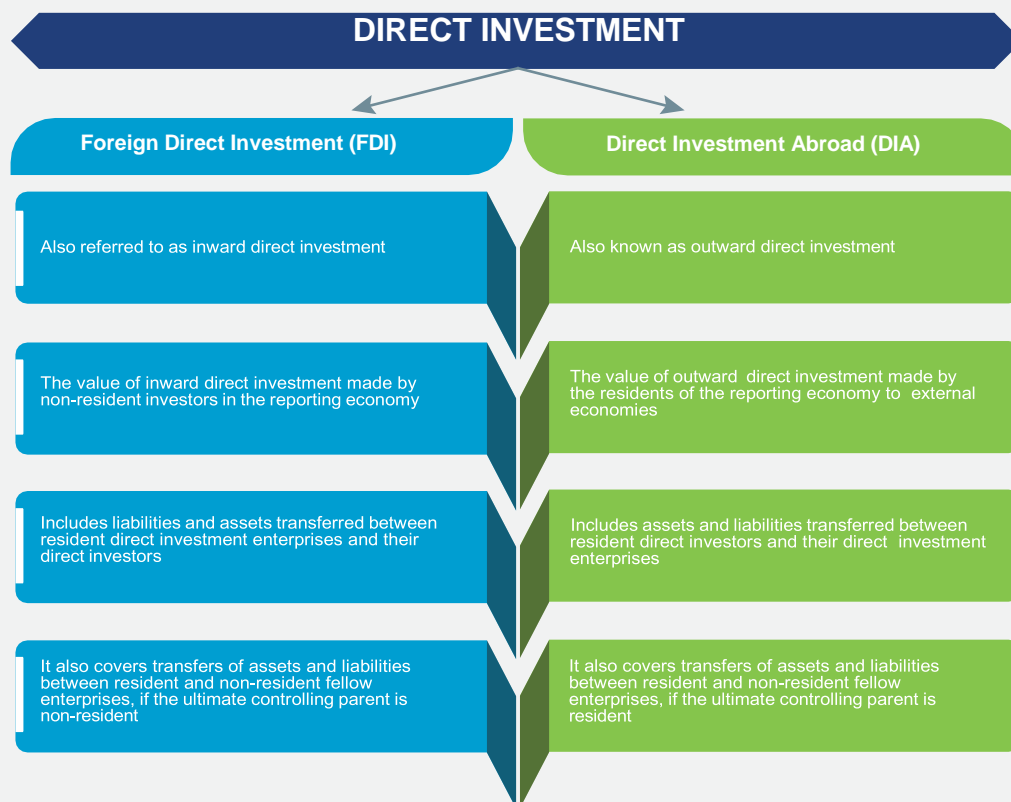 DIRECT INVESTMENT
Foreign Direct Investment (FDI)
Direct Investment Abroad (DIA)
Also referred to as inward direct investment
Also known as outward direct investment
The value of inward direct investment made by
non-resident investors in the reporting economy
The value of outward direct investment made by
the residents of the reporting economy to external
economies
Includes liabilities and assets transferred between
resident direct investment enterprises and their
direct investors
Includes assets and liabilities transferred between
resident direct investors and their direct investment
enterprises
It also covers transfers of assets and liabilities
between resident and non-resident fellow
enterprises, if the ultimate controlling parent is
non-resident
It also covers transfers of assets and liabilities
between resident and non-resident fellow
enterprises, if the ultimate controlling parent is
resident